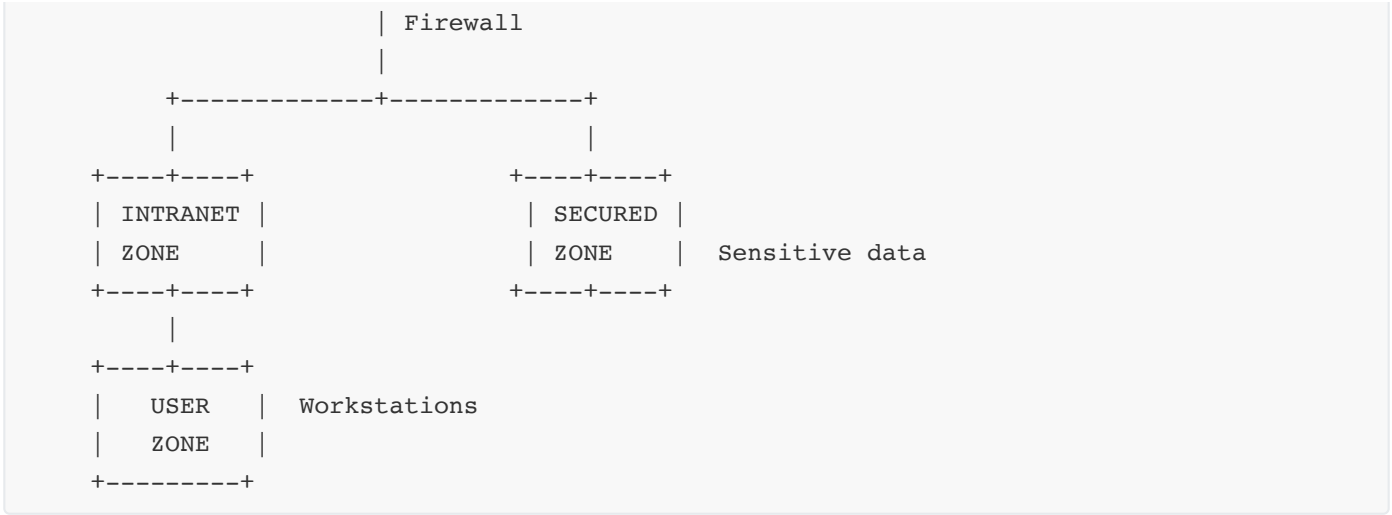 | Firewall
|
+-------------+-------------+
| |
+----+----+ +----+----+
| INTRANET | | SECURED |
| ZONE | | ZONE | Sensitive data
+----+----+ +----+----+
|
+----+----+
| USER | Workstations
| ZONE |
+---------+